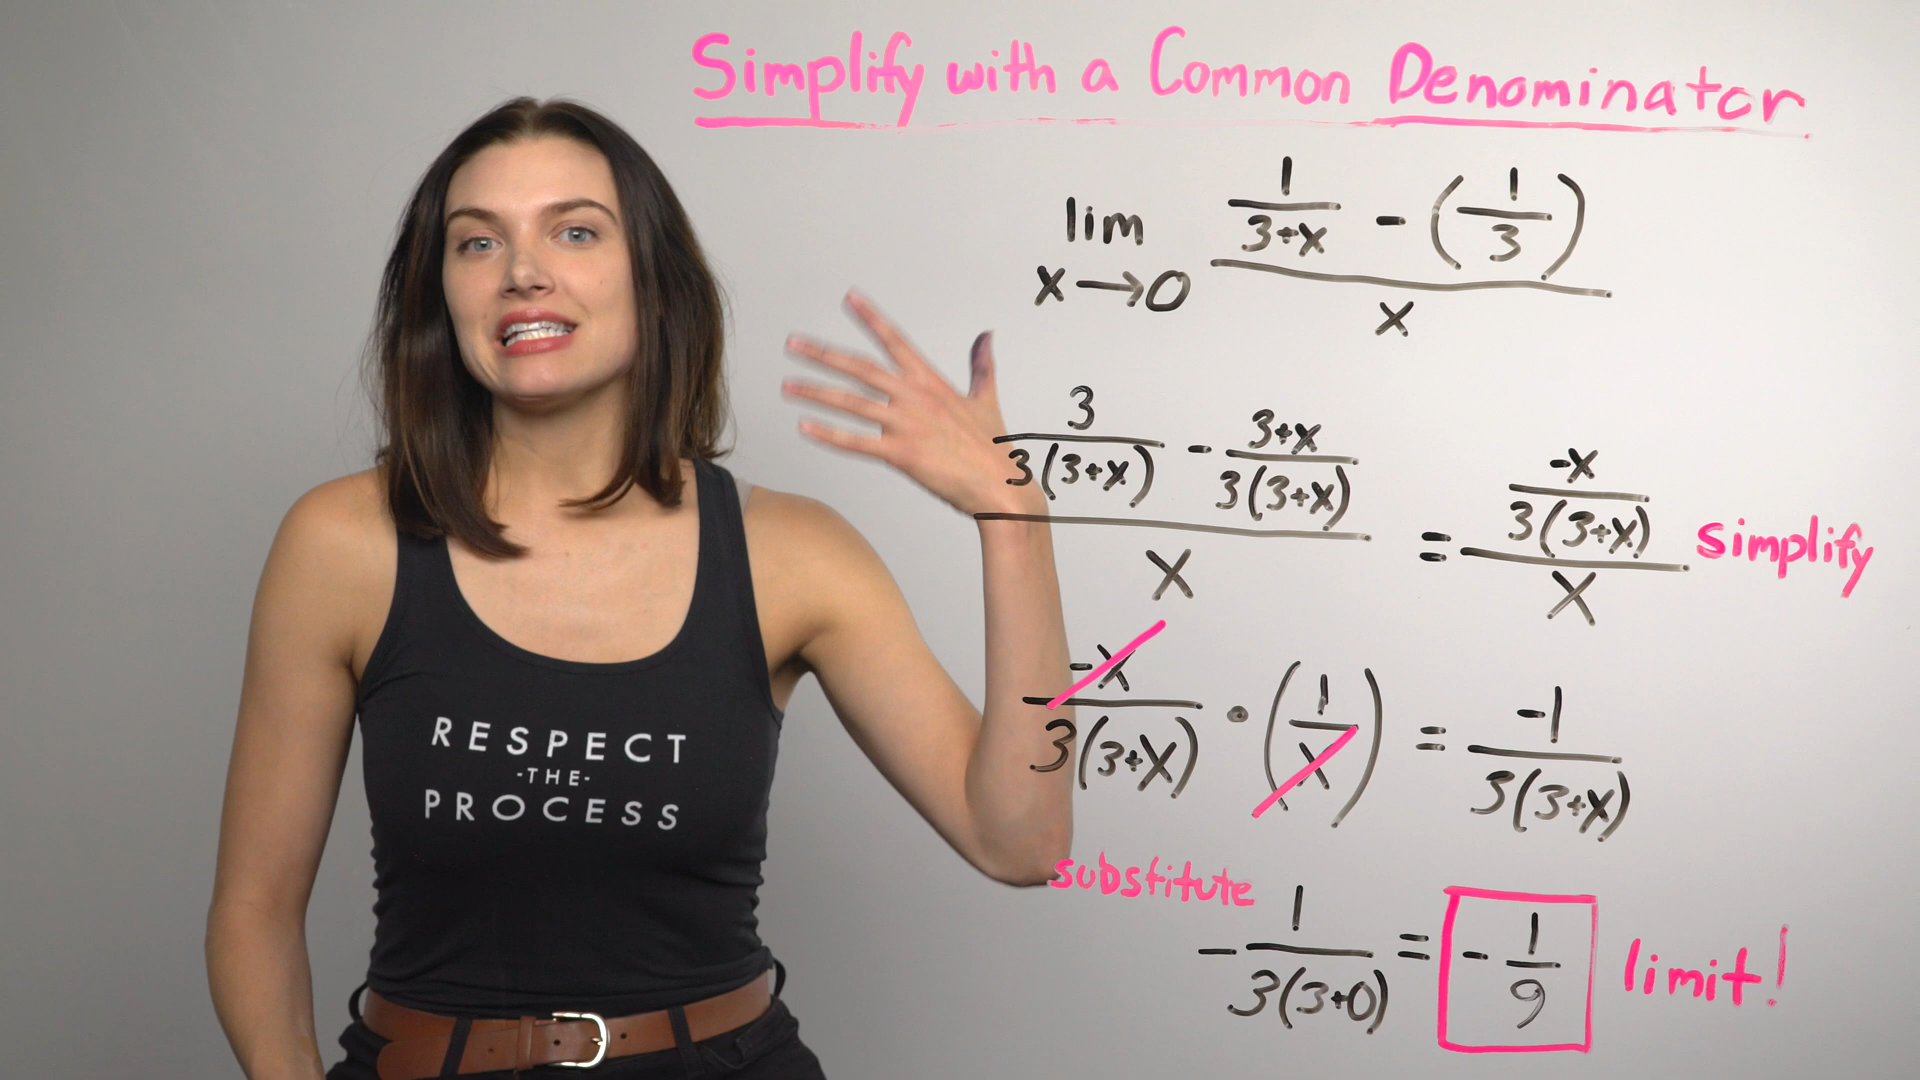 Simplify with a Common Denominator
lim x→0 (1/(3+x) - (1/3))/x
(3/(3(3+x)) - (3+x)/(3(3+x)))/x = (-x/(3(3+x)))/x simplify
-x/(3(3+x)) · (1/x) = -1/(3(3+x))
substitute
-1/(3(3+0)) = -1/9 limit!
RESPECT
-THE-
PROCESS